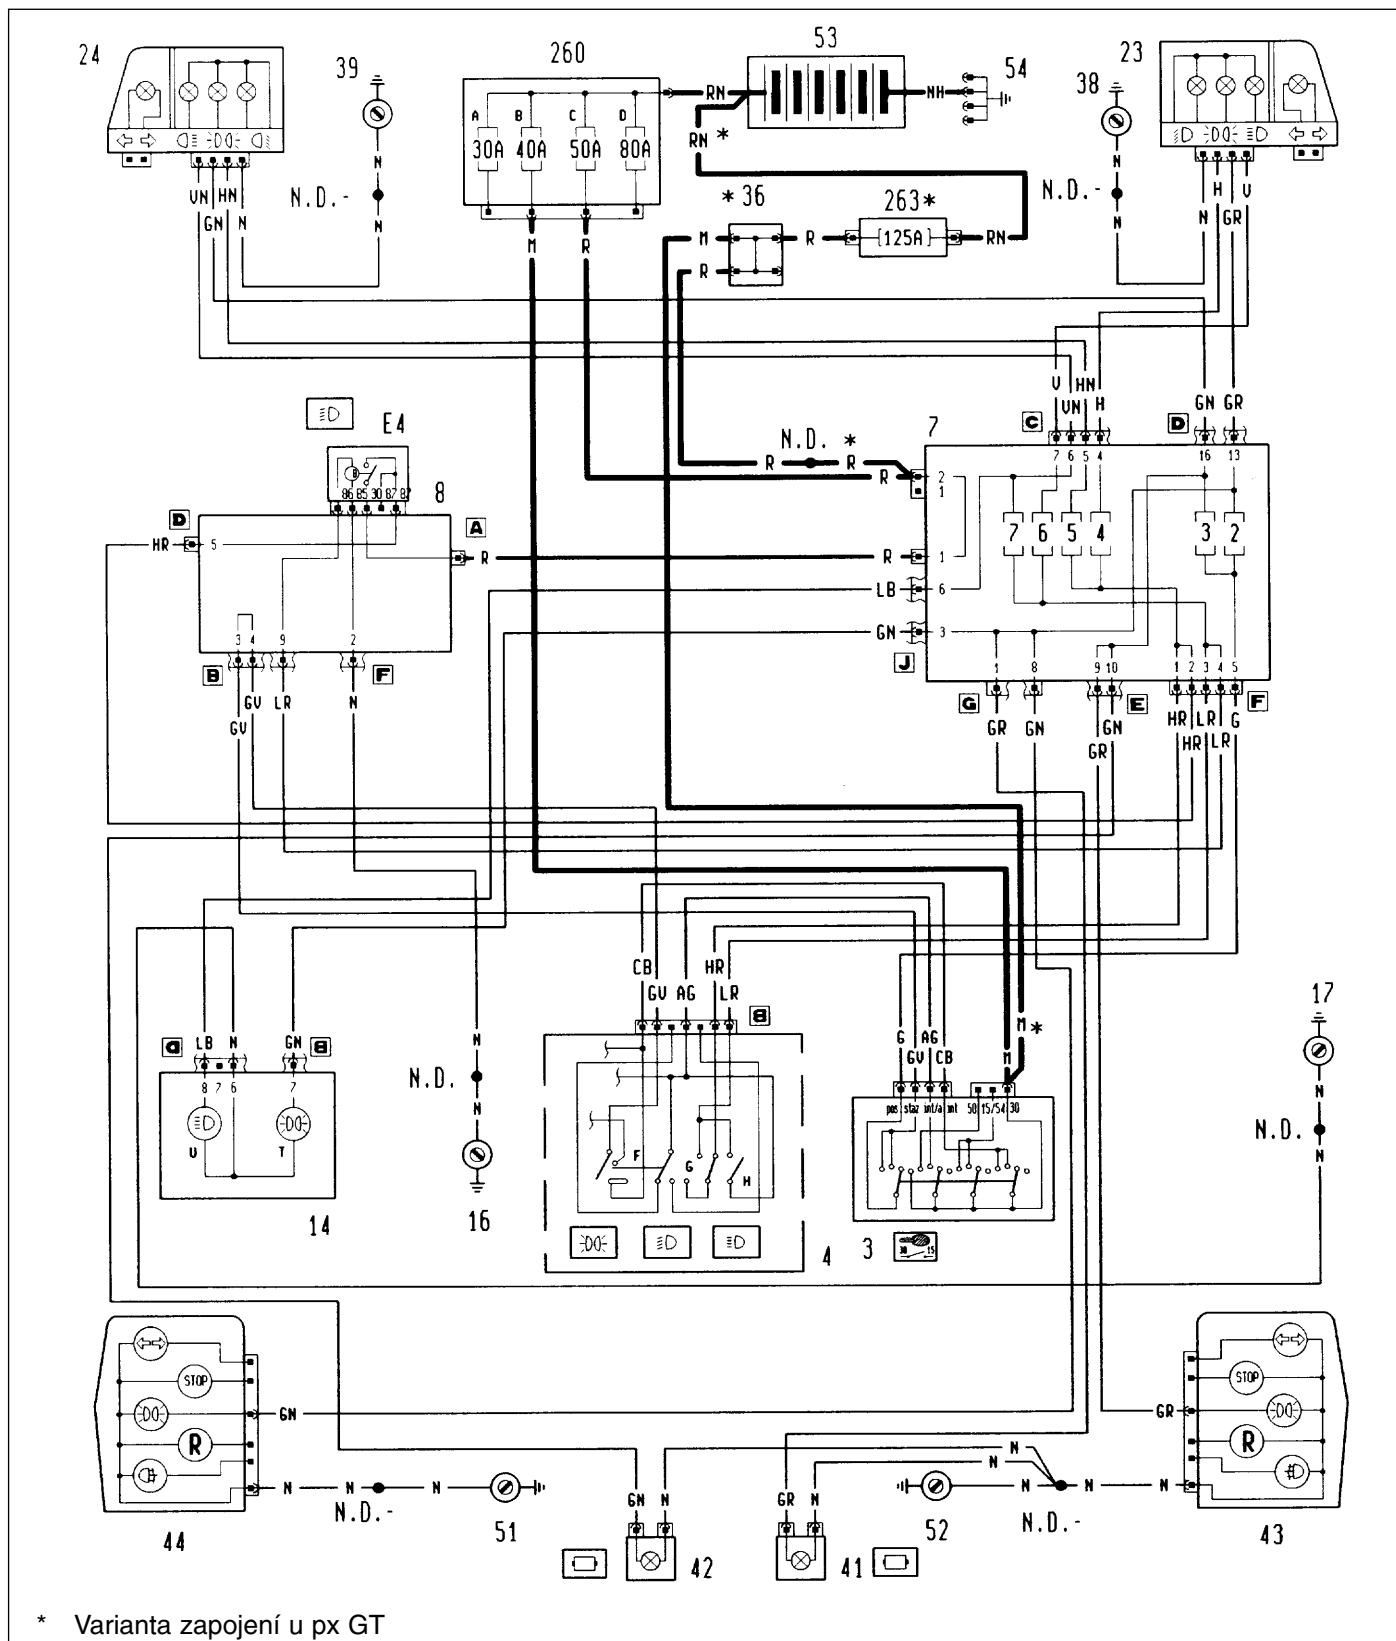 24
39
260
53
54
38
23
RN
NH
A
B
C
D
30A
40A
50A
80A
RN *
N
N.D. -
N
N
N.D. -
N
* 36
263*
VN
HN
GN
N
M
R
M
R
[125A]
RN
R
H
V
N
GR
E4
V
HN
VN
H
GN
GR
C
D
7
N.D. *
R
R
R
7
6
5
4
16
13
2
1
86
85
30
87
87
8
D
A
HR
5
R
R
1
7
6
5
4
3
2
LB
6
GN
3
J
3
4
9
2
B
F
1
8
9
10
1
2
3
4
5
G
E
F
GV
LR
N
GV
GR
GN
GN
GR
HR
LR
G
HR
LR
CB
HR
GV
AG
LR
B
17
N
N.D.
N
M *
M
G
AG
GV
CB
N
N.D.
N
D
LB
N
GN
B
8
7
6
7
U
T
14
16
F
G
H
4
pos
staz
int/a
int
50
15/54
30
3
30
15
STOP
R
GN
N
N
N
N.D. -
44
51
GN
N
42
GR
N
41
N
N
52
N
N
N
N.D. -
GR
STOP
R
43
* Varianta zapojení u px GT